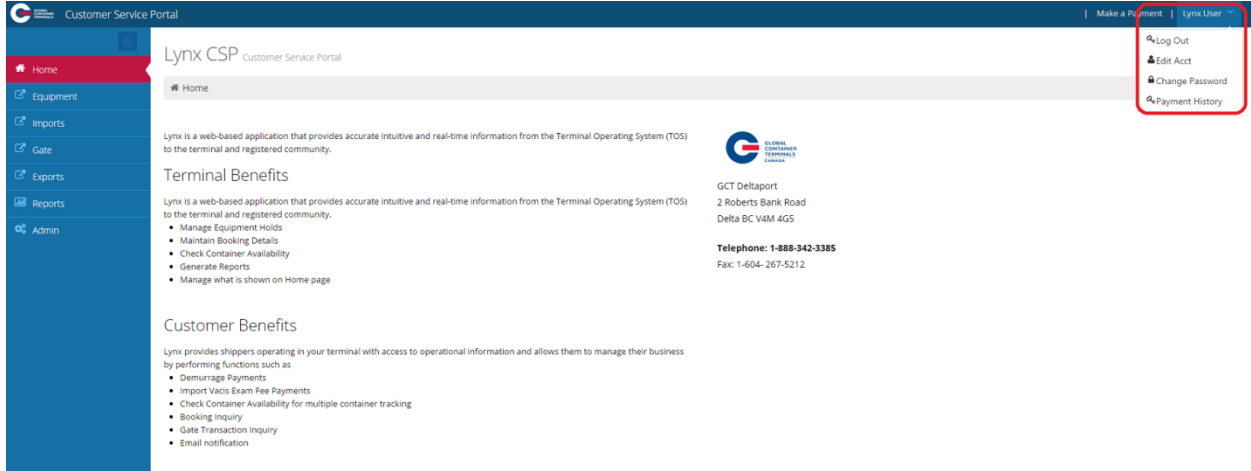 GLOBAL CONTAINER TERMINALS Customer Service Portal | Make a Payment | Lynx User
Log Out
Edit Acct
Change Password
Payment History
Home
Equipment
Imports
Gate
Exports
Reports
Admin
Lynx CSP Customer Service Portal
Home
Lynx is a web-based application that provides accurate intuitive and real-time information from the Terminal Operating System (TOS)
to the terminal and registered community.
Terminal Benefits
Lynx is a web-based application that provides accurate intuitive and real-time information from the Terminal Operating System (TOS)
to the terminal and registered community.
• Manage Equipment Holds
• Maintain Booking Details
• Check Container Availability
• Generate Reports
• Manage what is shown on Home page
Customer Benefits
Lynx provides shippers operating in your terminal with access to operational information and allows them to manage their business
by performing functions such as
• Demurrage Payments
• Import Vacis Exam Fee Payments
• Check Container Availability for multiple container tracking
• Booking Inquiry
• Gate Transaction Inquiry
• Email notification
GLOBAL
CONTAINER
TERMINALS
CANADA
GCT Deltaport
2 Roberts Bank Road
Delta BC V4M 4G5
Telephone: 1-888-342-3385
Fax: 1-604- 267-5212